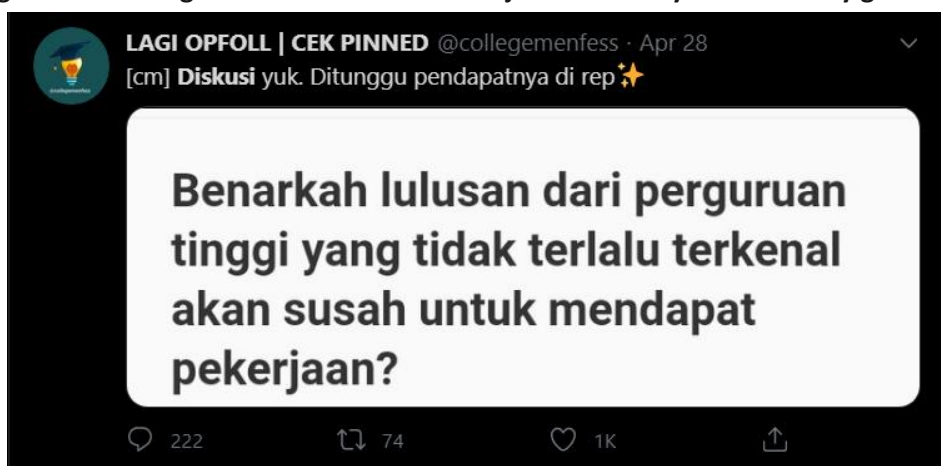 LAGI OPFOLL | CEK PINNED @collegemenfess · Apr 28
[cm] Diskusi yuk. Ditunggu pendapatnya di rep✨
Benarkah lulusan dari perguruan
tinggi yang tidak terlalu terkenal
akan susah untuk mendapat
pekerjaan?
222 74 1K